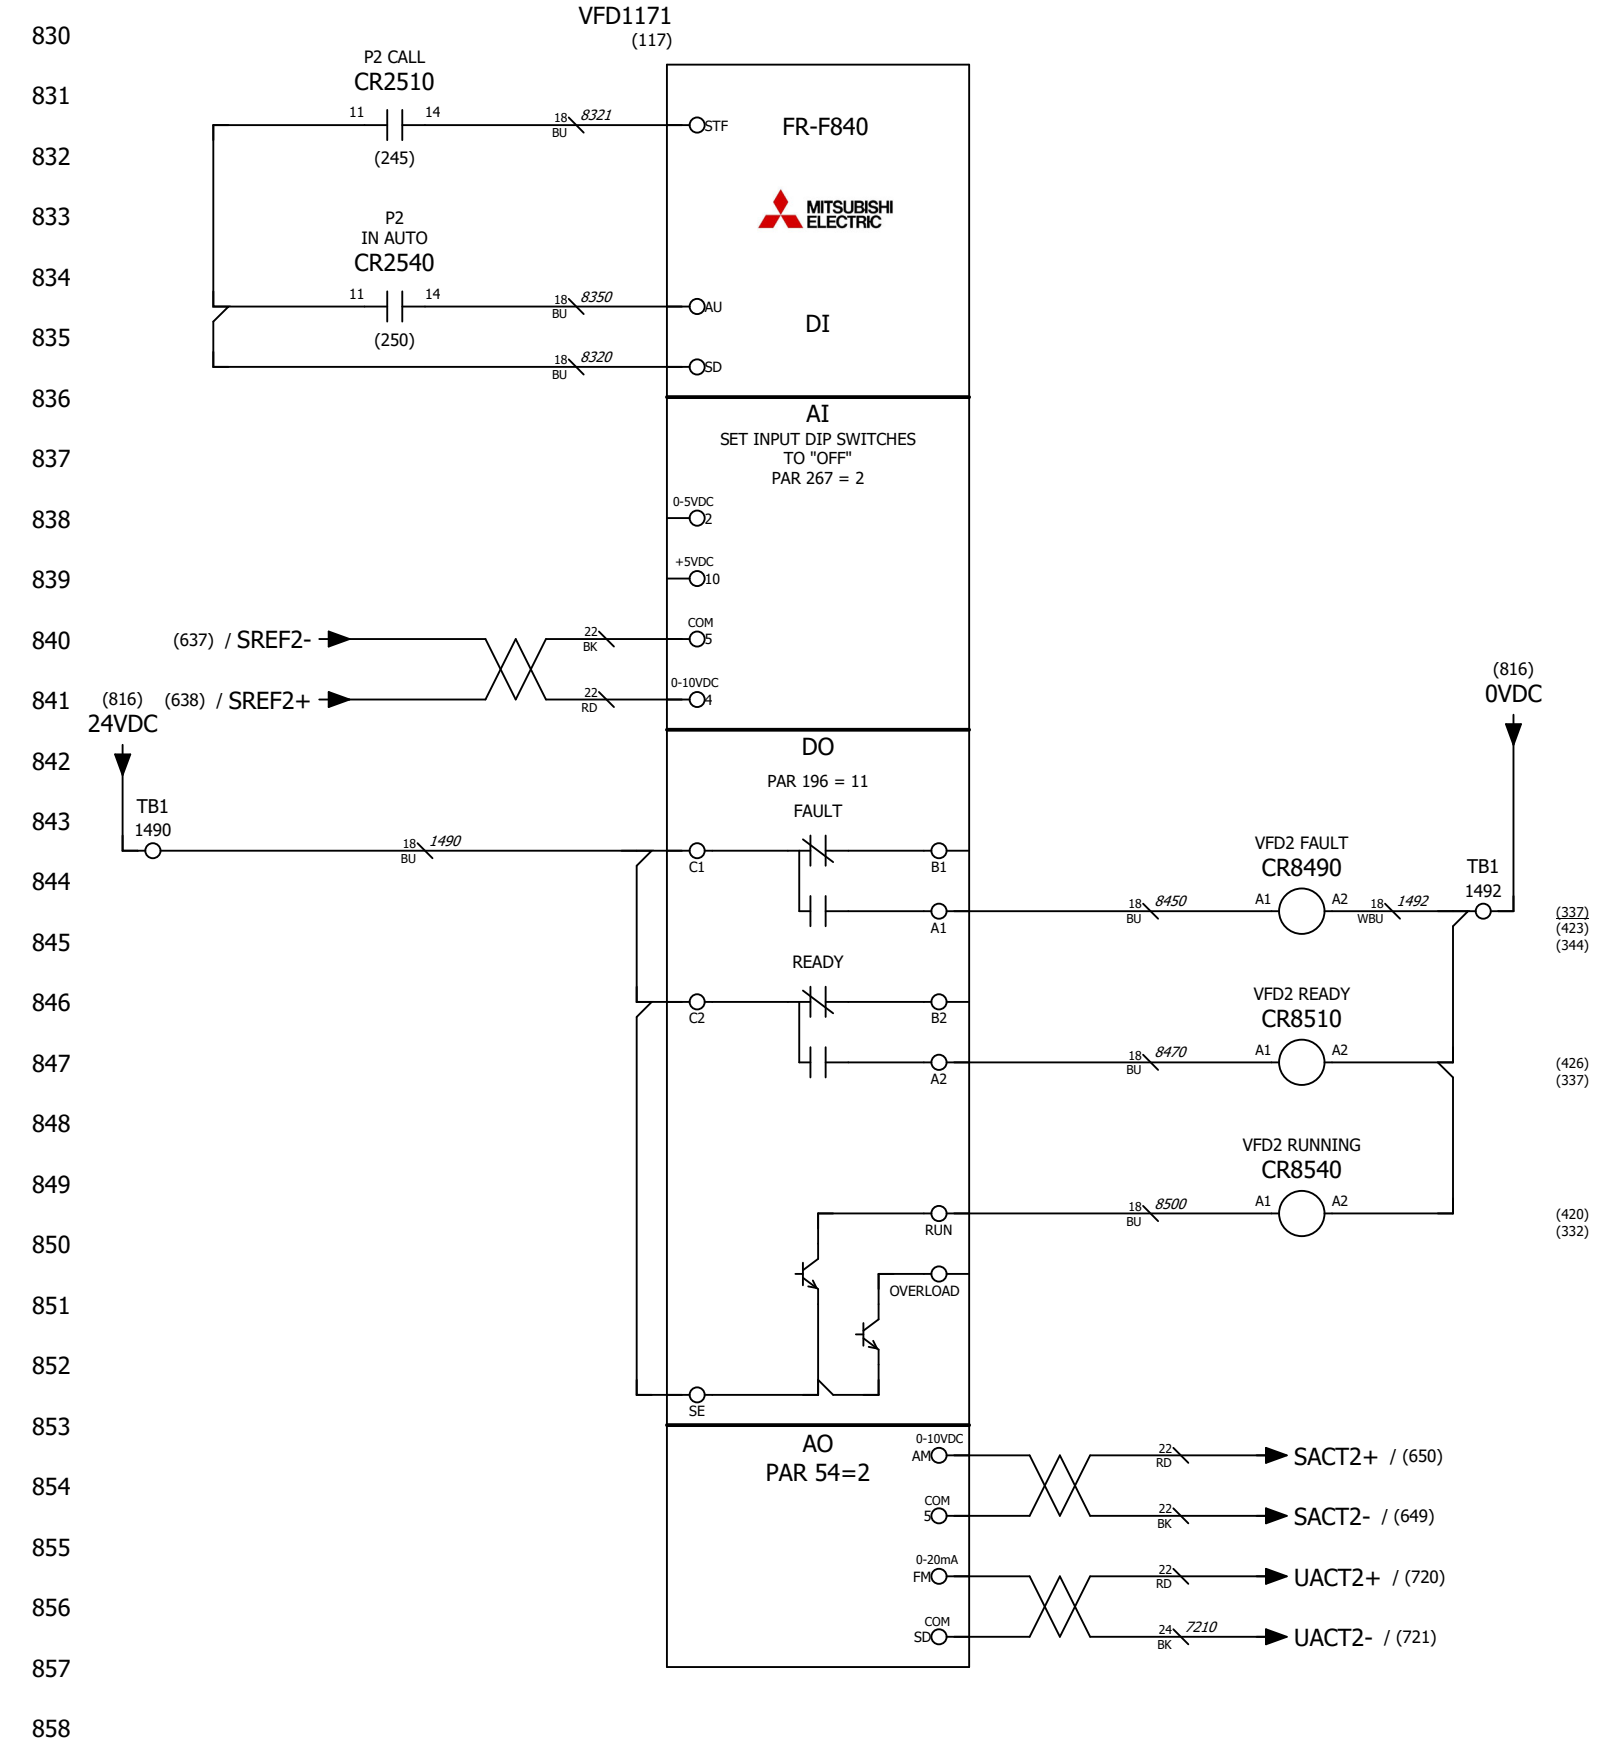 VFD1171
(117)
830
P2 CALL
CR2510
831
11 14 18 8321
BU
STF FR-F840
832
(245)
833
MITSUBISHI
ELECTRIC
P2
IN AUTO
CR2540
834
11 14 18 8350
BU
AU
DI
835
(250)
18 8320
BU
SD
836
AI
SET INPUT DIP SWITCHES
TO "OFF"
PAR 267 = 2
837
0-5VDC
838
2
+5VDC
839
10
COM
840 (637) / SREF2- 22
BK
5
0-10VDC
841 (816) (638) / SREF2+ 22
RD
4
24VDC
(816)
0VDC
842
DO
PAR 196 = 11
843
TB1
1490
FAULT
18 1490
BU
C1 B1
VFD2 FAULT
CR8490
TB1
1492
844
A1
18 8450
BU
A1 A2 18 1492
WBU
(337)
(423)
(344)
845
READY
846
C2 B2
VFD2 READY
CR8510
847
A2
18 8470
BU
A1 A2
(426)
(337)
848
VFD2 RUNNING
CR8540
849
RUN
18 8500
BU
A1 A2
(420)
(332)
850
OVERLOAD
851
852
SE
853
AO
PAR 54=2
0-10VDC
AM
22
RD
SACT2+ / (650)
854
COM
5
22
BK
SACT2- / (649)
855
0-20mA
FM
22
RD
UACT2+ / (720)
856
COM
SD
24 7210
BK
UACT2- / (721)
857
858